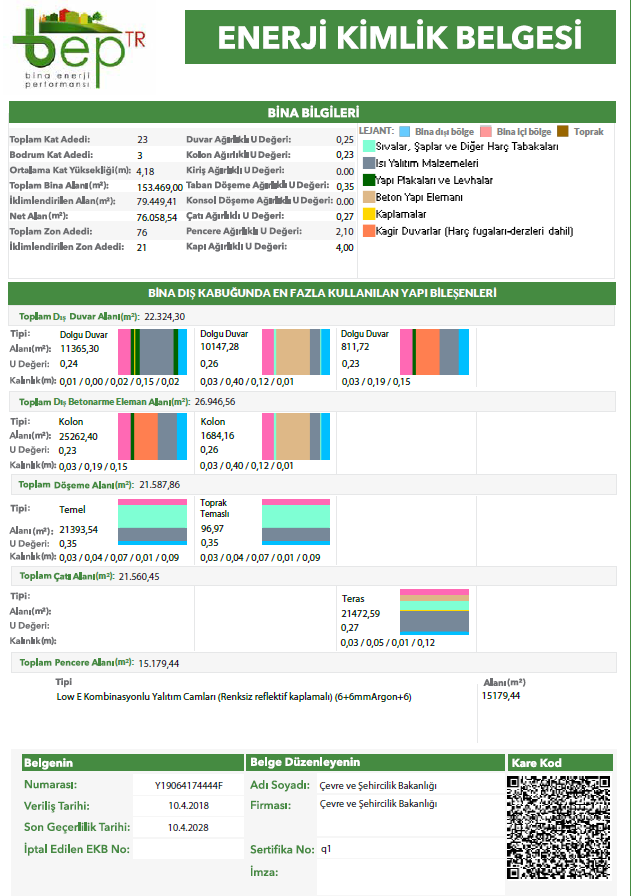 bep TR
bina enerji
performansı
ENERJİ KİMLİK BELGESİ
BİNA BİLGİLERİ
Toplam Kat Adedi: 23 Duvar Ağırlıklı U Değeri: 0,25
Bodrum Kat Adedi: 3 Kolon Ağırlıklı U Değeri: 0,23
Ortalama Kat Yüksekliği(m): 4,18 Kiriş Ağırlıklı U Değeri: 0.00
Toplam Bina Alanı(m²): 153.469,00 Taban Döşeme Ağırlıklı U Değeri: 0,35
İklimlendirilen Alan(m²): 79.449,41 Konsol Döşeme Ağırlıklı U Değeri: 0.00
Net Alan(m²): 76.058,54 Çatı Ağırlıklı U Değeri: 0,27
Toplam Zon Adedi: 76 Pencere Ağırlıklı U Değeri: 2,10
İklimlendirilen Zon Adedi: 21 Kapı Ağırlıklı U Değeri: 4,00
LEJANT: Bina dışı bölge Bina içi bölge Toprak
Sıvalar, Şaplar ve Diğer Harç Tabakaları
Isı Yalıtım Malzemeleri
Yapı Plakaları ve Levhalar
Beton Yapı Elemanı
Kaplamalar
Kagir Duvarlar (Harç fugaları-derzleri dahil)
BİNA DIŞ KABUĞUNDA EN FAZLA KULLANILAN YAPI BİLEŞENLERİ
Toplam Dış Duvar Alanı(m²): 22.324,30
Tipi: Dolgu Duvar Dolgu Duvar Dolgu Duvar
Alanı(m²): 11365,30 10147,28 811,72
U Değeri: 0,24 0,26 0,23
Kalınlık(m): 0,01 / 0,00 / 0,02 / 0,15 / 0,02 0,03 / 0,40 / 0,12 / 0,01 0,03 / 0,19 / 0,15
Toplam Dış Betonarme Eleman Alanı(m²): 26.946,56
Tipi: Kolon Kolon
Alanı(m²): 25262,40 1684,16
U Değeri: 0,23 0,26
Kalınlık(m): 0,03 / 0,19 / 0,15 0,03 / 0,40 / 0,12 / 0,01
Toplam Döşeme Alanı(m²): 21.587,86
Tipi: Temel Toprak Temaslı
Alanı(m²): 21393,54 96,97
U Değeri: 0,35 0,35
Kalınlık(m): 0,03 / 0,04 / 0,07 / 0,01 / 0,09 0,03 / 0,04 / 0,07 / 0,01 / 0,09
Toplam Çatı Alanı(m²): 21.560,45
Tipi: Teras
Alanı(m²): 21472,59
U Değeri: 0,27
Kalınlık(m): 0,03 / 0,05 / 0,01 / 0,12
Toplam Pencere Alanı(m²): 15.179,44
Tipi Alanı(m²)
Low E Kombinasyonlu Yalıtım Camları (Renksiz reflektif kaplamalı) (6+6mmArgon+6) 15179,44
Belgenin
Numarası: Y19064174444F
Veriliş Tarihi: 10.4.2018
Son Geçerlilik Tarihi: 10.4.2028
İptal Edilen EKB No:
Belge Düzenleyenin
Adı Soyadı: Çevre ve Şehircilik Bakanlığı
Firması: Çevre ve Şehircilik Bakanlığı
Sertifika No: q1
İmza:
Kare Kod